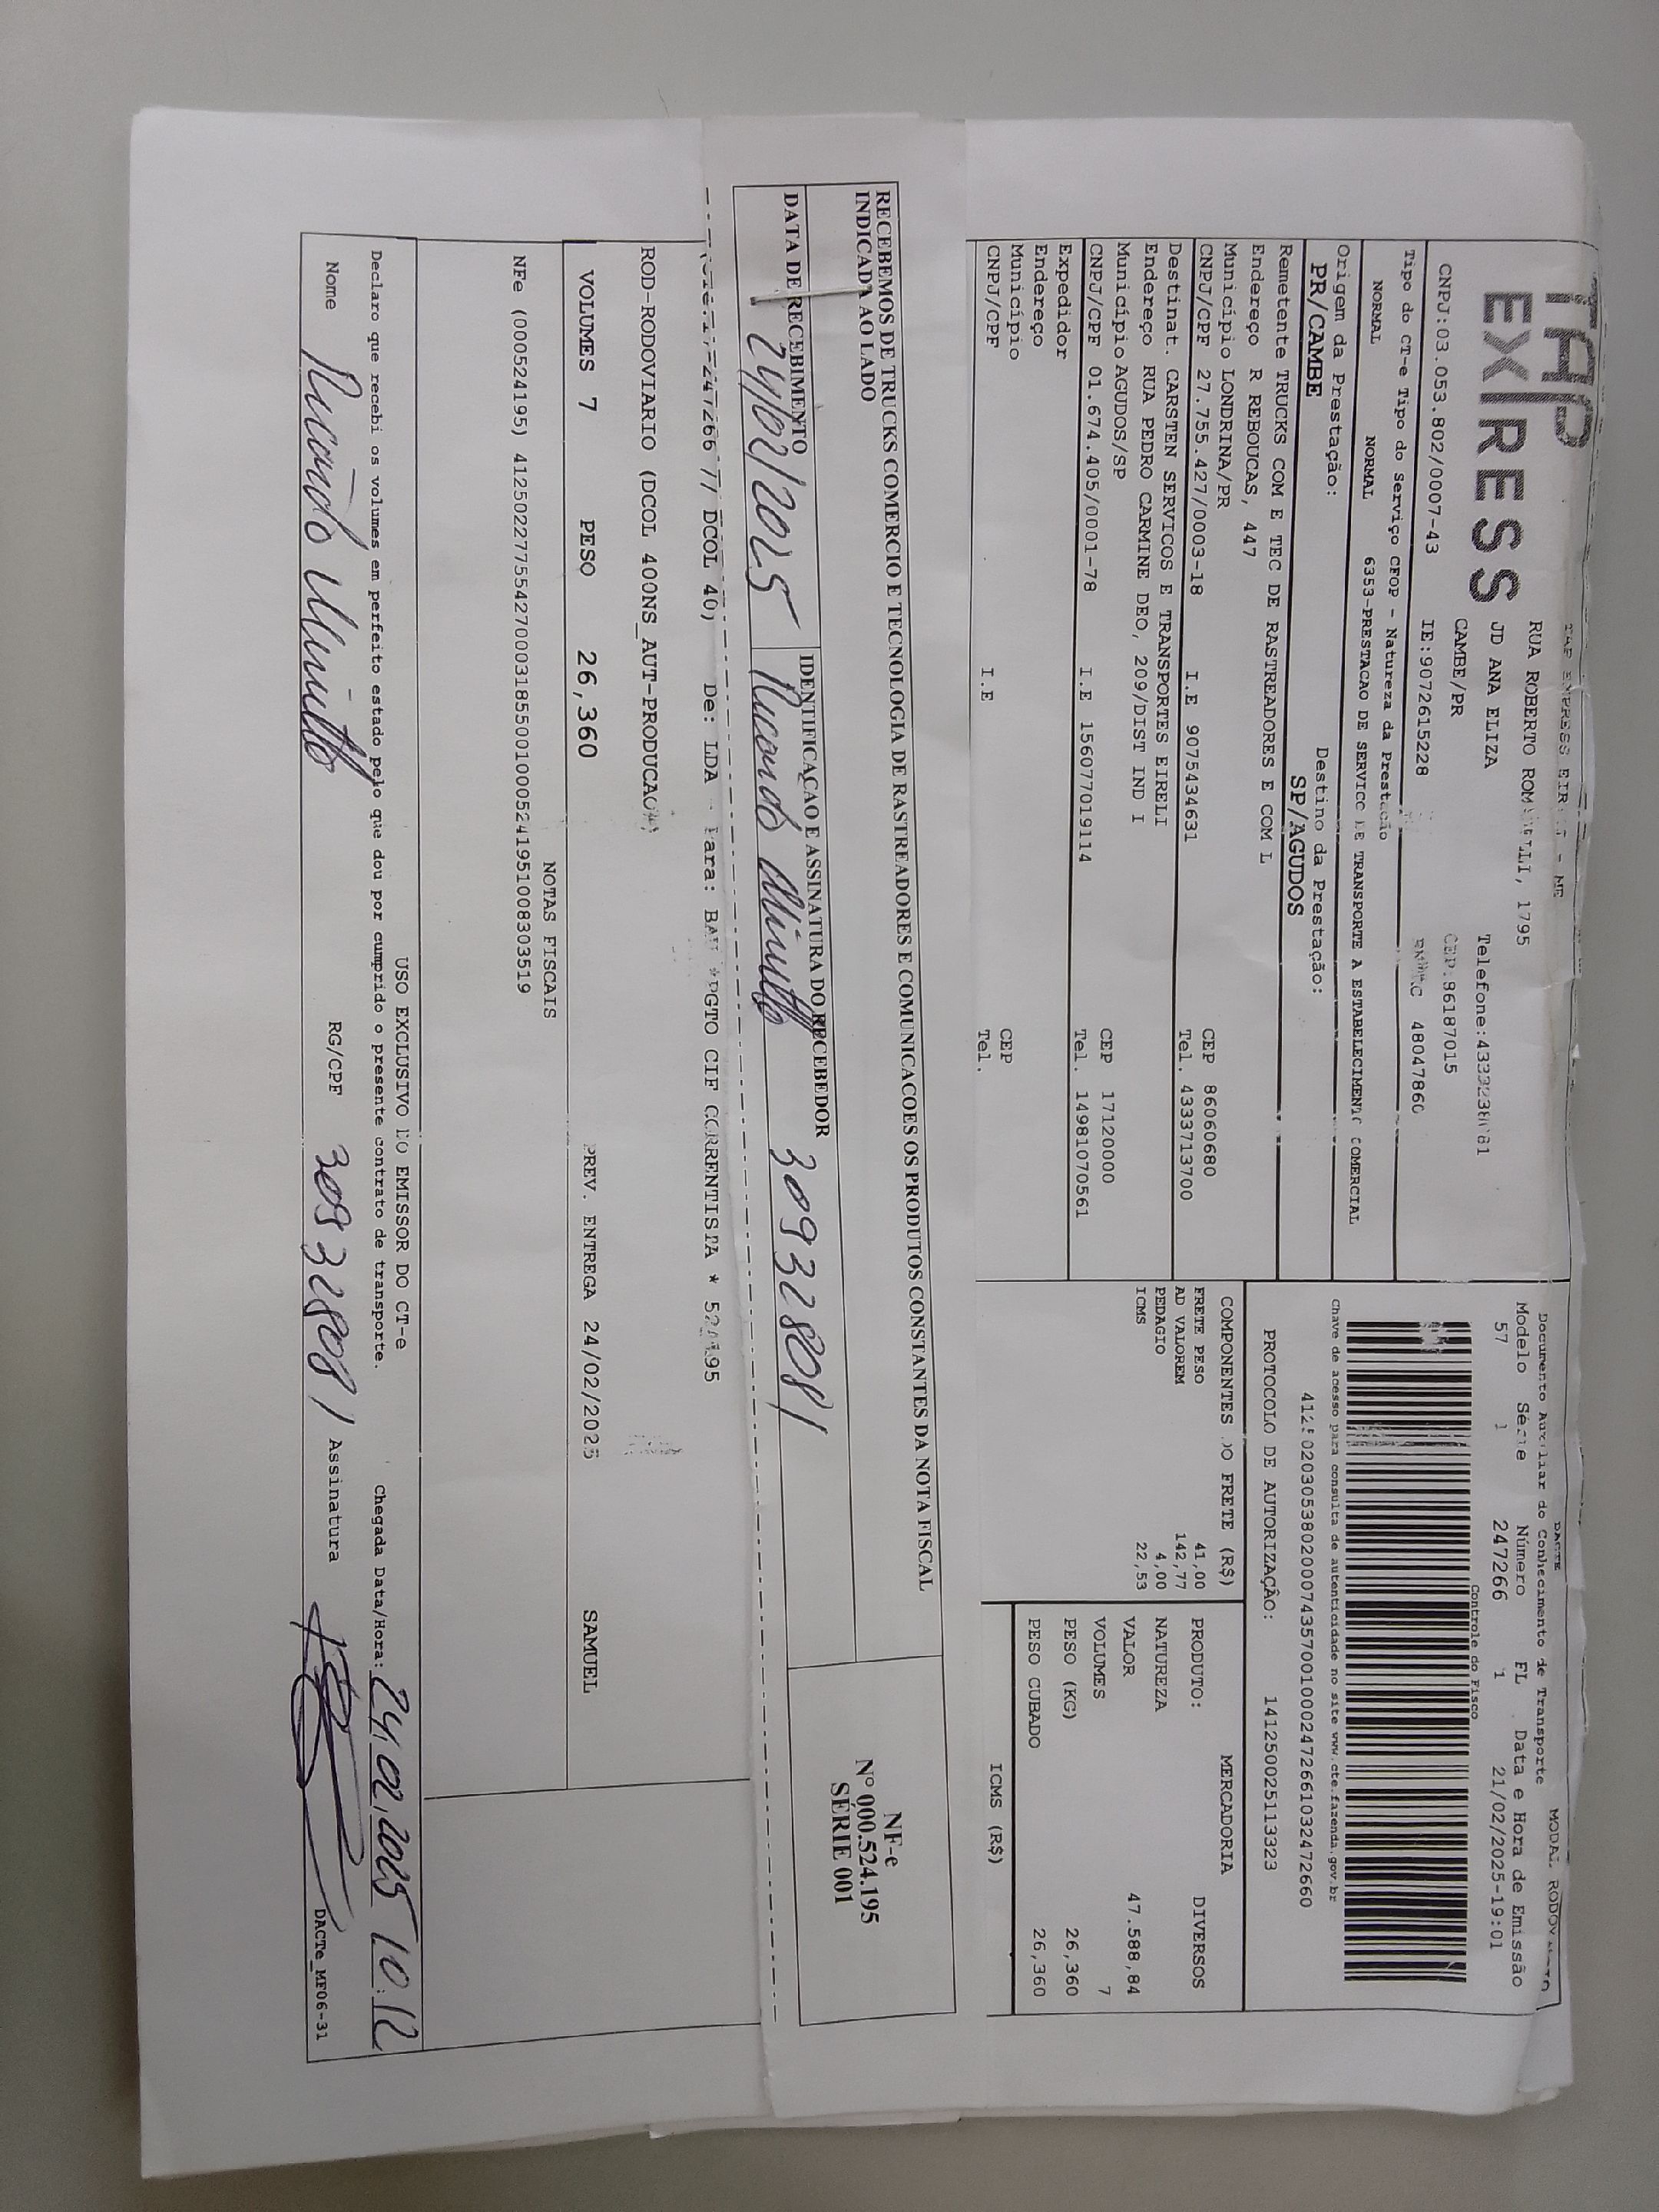 TAP
EXPRESS
TAP EXPRESS EIRELI - ME
RUA ROBERTO ROMANELLI, 1795
JD ANA ELIZA
Telefone:
CAMBE/PR
CEP:86187015
CNPJ:03.053.802/0007-43 IE:9072615228 48047860
Tipo do CT-e Tipo do Serviço CFOP - Natureza da Prestação
NORMAL NORMAL 6353-PRESTACAO DE SERVICO DE TRANSPORTE A ESTABELECIMENTO COMERCIAL
Origem da Prestação: Destino da Prestação:
PR/CAMBE SP/AGUDOS
Remetente TRUCKS COM E TEC DE RASTREADORES E COM L
Endereço R REBOUCAS, 447
Município LONDRINA/PR CEP 86060680
CNPJ/CPF 27.755.427/0003-18 I.E 9075434631 Tel. 4333713700
Destinat. CARSTEN SERVICOS E TRANSPORTES EIRELI
Endereço RUA PEDRO CARMINE DEO, 209/DIST IND I
Município AGUDOS/SP CEP 17120000
CNPJ/CPF 01.674.405/0001-78 I.E 156077019114 Tel. 14981070561
Expedidor
Endereço
Município CEP
CNPJ/CPF I.E Tel.
DACTE MODAL RODOVIARIO
Documento Auxiliar do Conhecimento de Transporte
Modelo Série Número FL Data e Hora de Emissão
57 1 247266 1 21/02/2025-19:01
Controle do Fisco
Chave de acesso para consulta de autenticidade no site www.cte.fazenda.gov.br
41250203053802000743570010002472661032472660
PROTOCOLO DE AUTORIZAÇÃO: 141250025113323
COMPONENTES DO FRETE (R$)
FRETE PESO 41,00
AD VALOREM 142,77
PEDAGIO 4,00
ICMS 22,53
MERCADORIA
PRODUTO: DIVERSOS
NATUREZA
VALOR 47.588,84
VOLUMES 7
PESO (KG) 26,360
PESO CUBADO 26,360
ICMS (R$)
RECEBEMOS DE TRUCKS COMERCIO E TECNOLOGIA DE RASTREADORES E COMUNICACOES OS PRODUTOS CONSTANTES DA NOTA FISCAL
INDICADA AO LADO
DATA DE RECEBIMENTO IDENTIFICAÇAO E ASSINATURA DO RECEBEDOR
24/02/2025 Ricardo 309328081
NF-e
Nº 000.524.195
SÉRIE 001
247266 77/ DCOL 40) De: LDA - Para: BAU *PGTO CIF CORRENTISTA * 524195
ROD-RODOVIARIO (DCOL 400NS_AUT-PRODUCAO*)
VOLUMES 7 PESO 26,360 PREV. ENTREGA 24/02/2025 SAMUEL
NOTAS FISCAIS
NFe (000524195) 41250227755427000318550010005241951008303519
USO EXCLUSIVO DO EMISSOR DO CT-e
Declaro que recebi os volumes em perfeito estado pelo que dou por cumprido o presente contrato de transporte. Chegada Data/Hora: 24,02,2025 10:12
Nome Ricardo RG/CPF 309328081 Assinatura
DACTe_MF06-31